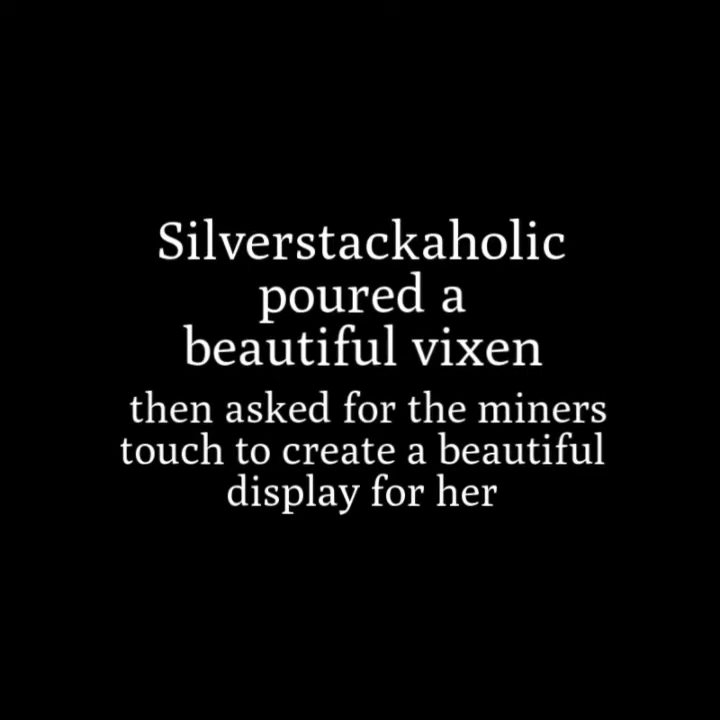 Silverstackaholic
poured a
beautiful vixen
then asked for the miners
touch to create a beautiful
display for her